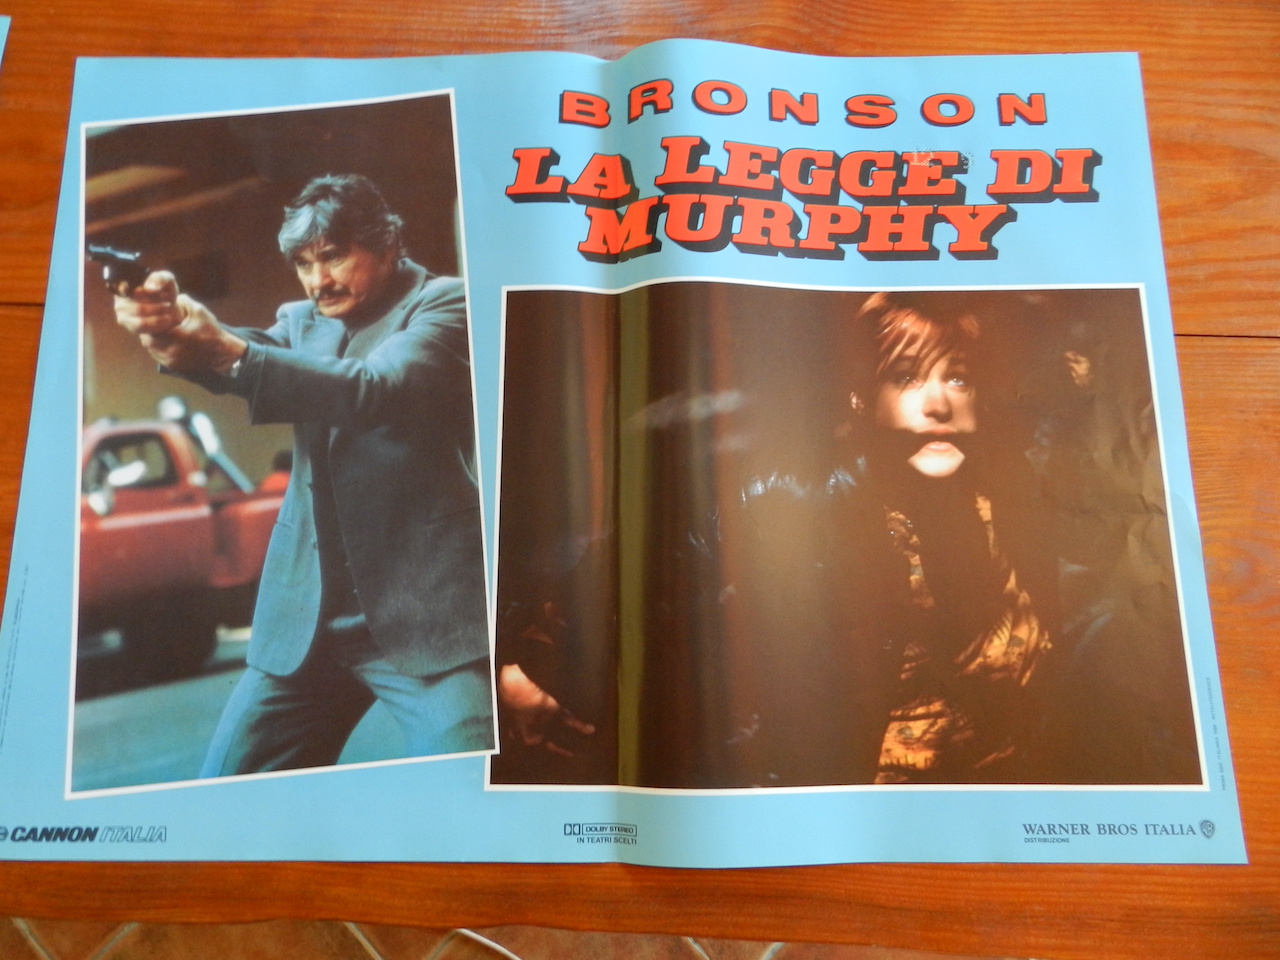 BRONSON
LA LEGGE DI
MURPHY
CANNON ITALIA
DOLBY STEREO
IN TEATRI SCELTI
WARNER BROS ITALIA
DISTRIBUZIONE